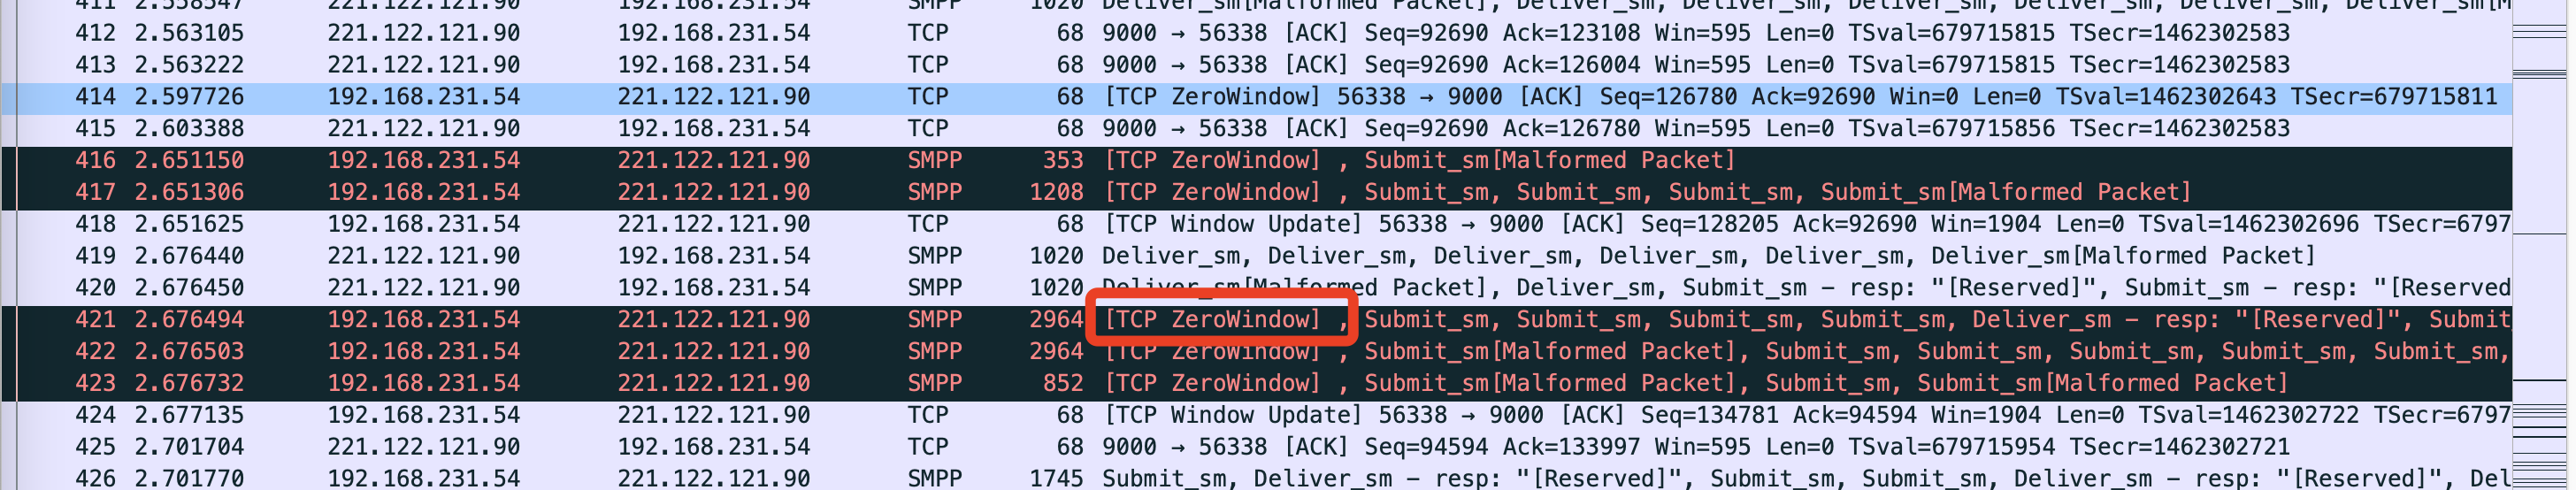 411 2.558547 221.122.121.90 192.168.231.54 SMPP 1020 Deliver_sm[Malformed Packet], Deliver_sm, Deliver_sm, Deliver_sm, Deliver_sm, Deliver_sm, Deliver_sm, Deliver_sm[M
412 2.563105 221.122.121.90 192.168.231.54 TCP 68 9000 → 56338 [ACK] Seq=92690 Ack=123108 Win=595 Len=0 TSval=679715815 TSecr=1462302583
413 2.563222 221.122.121.90 192.168.231.54 TCP 68 9000 → 56338 [ACK] Seq=92690 Ack=126004 Win=595 Len=0 TSval=679715815 TSecr=1462302583
414 2.597726 192.168.231.54 221.122.121.90 TCP 68 [TCP ZeroWindow] 56338 → 9000 [ACK] Seq=126780 Ack=92690 Win=0 Len=0 TSval=1462302643 TSecr=679715811
415 2.603388 221.122.121.90 192.168.231.54 TCP 68 9000 → 56338 [ACK] Seq=92690 Ack=126780 Win=595 Len=0 TSval=679715856 TSecr=1462302583
416 2.651150 192.168.231.54 221.122.121.90 SMPP 353 [TCP ZeroWindow] , Submit_sm[Malformed Packet]
417 2.651306 192.168.231.54 221.122.121.90 SMPP 1208 [TCP ZeroWindow] , Submit_sm, Submit_sm, Submit_sm, Submit_sm[Malformed Packet]
418 2.651625 192.168.231.54 221.122.121.90 TCP 68 [TCP Window Update] 56338 → 9000 [ACK] Seq=128205 Ack=92690 Win=1904 Len=0 TSval=1462302696 TSecr=6797
419 2.676440 221.122.121.90 192.168.231.54 SMPP 1020 Deliver_sm, Deliver_sm, Deliver_sm, Deliver_sm, Deliver_sm, Deliver_sm[Malformed Packet]
420 2.676450 221.122.121.90 192.168.231.54 SMPP 1020 Deliver_sm[Malformed Packet], Deliver_sm, Submit_sm - resp: "[Reserved]", Submit_sm - resp: "[Reserved
421 2.676494 192.168.231.54 221.122.121.90 SMPP 2964 [TCP ZeroWindow] , Submit_sm, Submit_sm, Submit_sm, Submit_sm, Deliver_sm - resp: "[Reserved]", Submit
422 2.676503 192.168.231.54 221.122.121.90 SMPP 2964 [TCP ZeroWindow] , Submit_sm[Malformed Packet], Submit_sm, Submit_sm, Submit_sm, Submit_sm, Submit_sm,
423 2.676732 192.168.231.54 221.122.121.90 SMPP 852 [TCP ZeroWindow] , Submit_sm[Malformed Packet], Submit_sm, Submit_sm[Malformed Packet]
424 2.677135 192.168.231.54 221.122.121.90 TCP 68 [TCP Window Update] 56338 → 9000 [ACK] Seq=134781 Ack=94594 Win=1904 Len=0 TSval=1462302722 TSecr=6797
425 2.701704 221.122.121.90 192.168.231.54 TCP 68 9000 → 56338 [ACK] Seq=94594 Ack=133997 Win=595 Len=0 TSval=679715954 TSecr=1462302721
426 2.701770 192.168.231.54 221.122.121.90 SMPP 1745 Submit_sm, Deliver_sm - resp: "[Reserved]", Submit_sm, Submit_sm, Deliver_sm - resp: "[Reserved]", Del